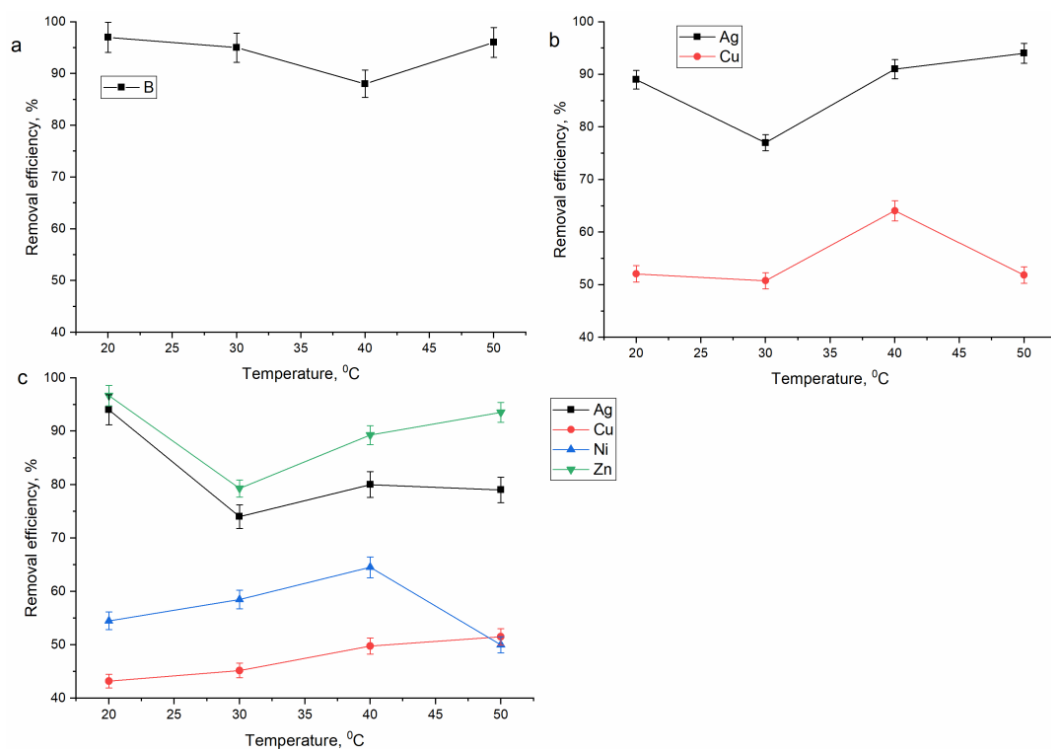 a
B
Removal efficiency, %
100
90
80
70
60
50
40
20 25 30 35 40 45 50
Temperature, ⁰C
b
Ag
Cu
Removal efficiency, %
100
90
80
70
60
50
40
20 25 30 35 40 45 50
Temperature, ⁰C
c
Ag
Cu
Ni
Zn
Removal efficiency, %
100
90
80
70
60
50
40
20 25 30 35 40 45 50
Temperature, ⁰C